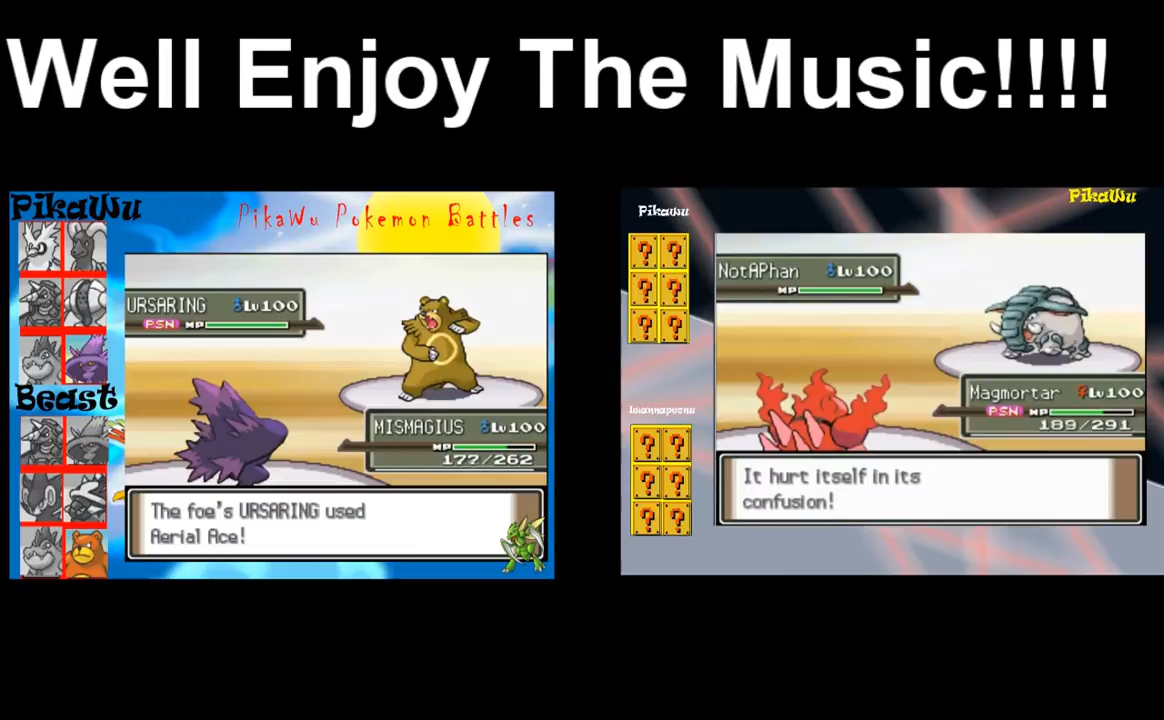 Well Enjoy The Music!!!!
PikaWu
PikaWu Pokemon Battles
URSARING ♂Lv100
PSN HP
MISMAGIUS ♂Lv100
HP
177/262
Beast
The foe's URSARING used
Aerial Ace!
PikaWu
Pikawu
NotAPhan ♂Lv100
HP
Magmortar Lv100
PSN HP
189/291
It hurt itself in its
confusion!